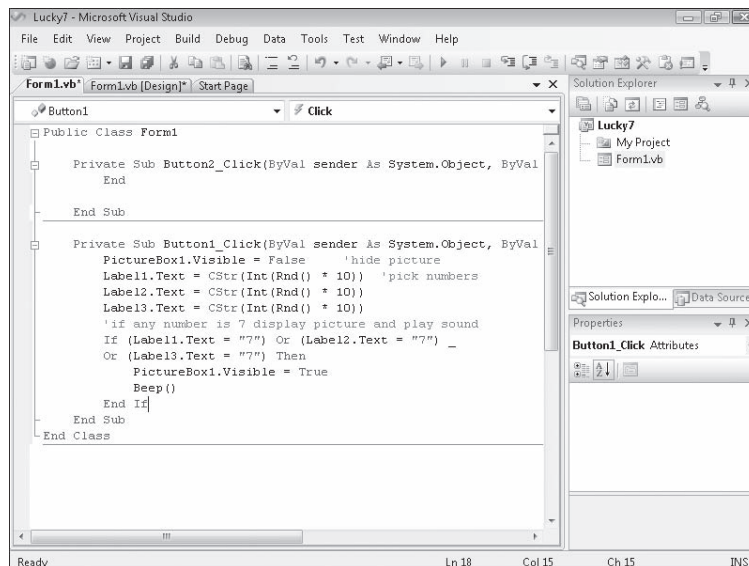 Lucky7 - Microsoft Visual Studio
File Edit View Project Build Debug Data Tools Test Window Help
Form1.vb* Form1.vb [Design]* Start Page
Button1 Click
Public Class Form1
Private Sub Button2_Click(ByVal sender As System.Object, ByVal
End
End Sub
Private Sub Button1_Click(ByVal sender As System.Object, ByVal
PictureBox1.Visible = False 'hide picture
Label1.Text = CStr(Int(Rnd() * 10)) 'pick numbers
Label2.Text = CStr(Int(Rnd() * 10))
Label3.Text = CStr(Int(Rnd() * 10))
'if any number is 7 display picture and play sound
If (Label1.Text = "7") Or (Label2.Text = "7") _
Or (Label3.Text = "7") Then
PictureBox1.Visible = True
Beep()
End If
End Sub
End Class
Solution Explorer
Lucky7
My Project
Form1.vb
Solution Explo... Data Source
Properties
Button1_Click Attributes
Ready Ln 18 Col 15 Ch 15 INS